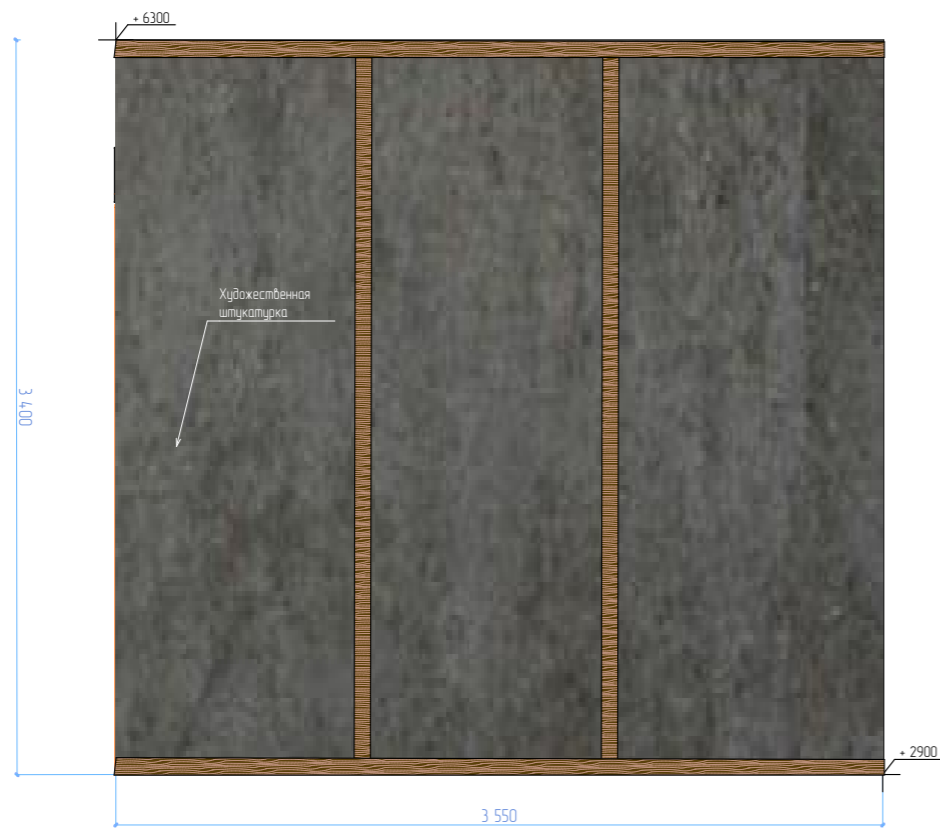 + 6300
Художественная
штукатурка
3 400
+ 2900
3 550